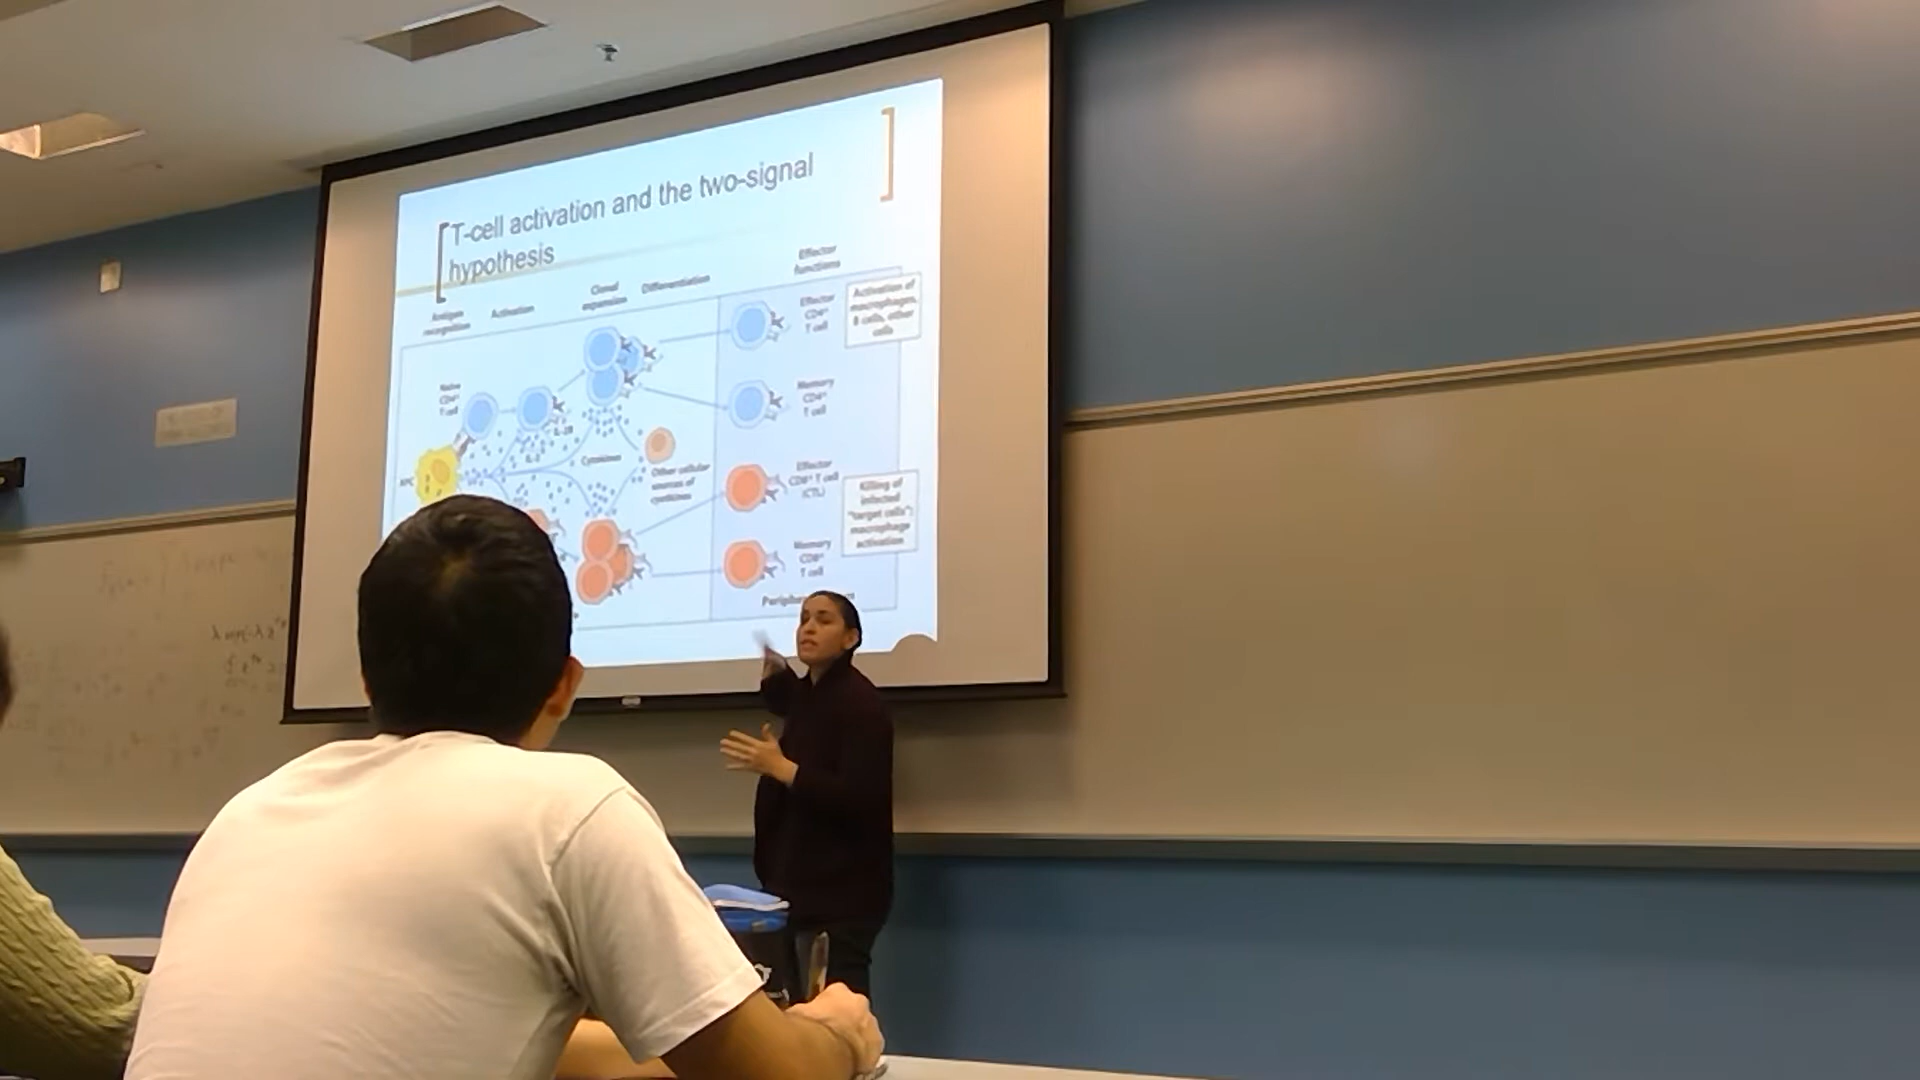 T-cell activation and the two-signal
hypothesis
Antigen
recognition
Activation
Clonal
expansion
Differentiation
Effector
functions
Naive
CD4+
T cell
APC
IL-2R
IL-2
Cytokines
Other cellular
sources of
cytokines
Effector
CD4+
T cell
Activation of
macrophages,
B cells, other
cells
Memory
CD4+
T cell
Effector
CD8+ T cell
(CTL)
Killing of
infected
"target cells";
macrophage
activation
Memory
CD8+
T cell